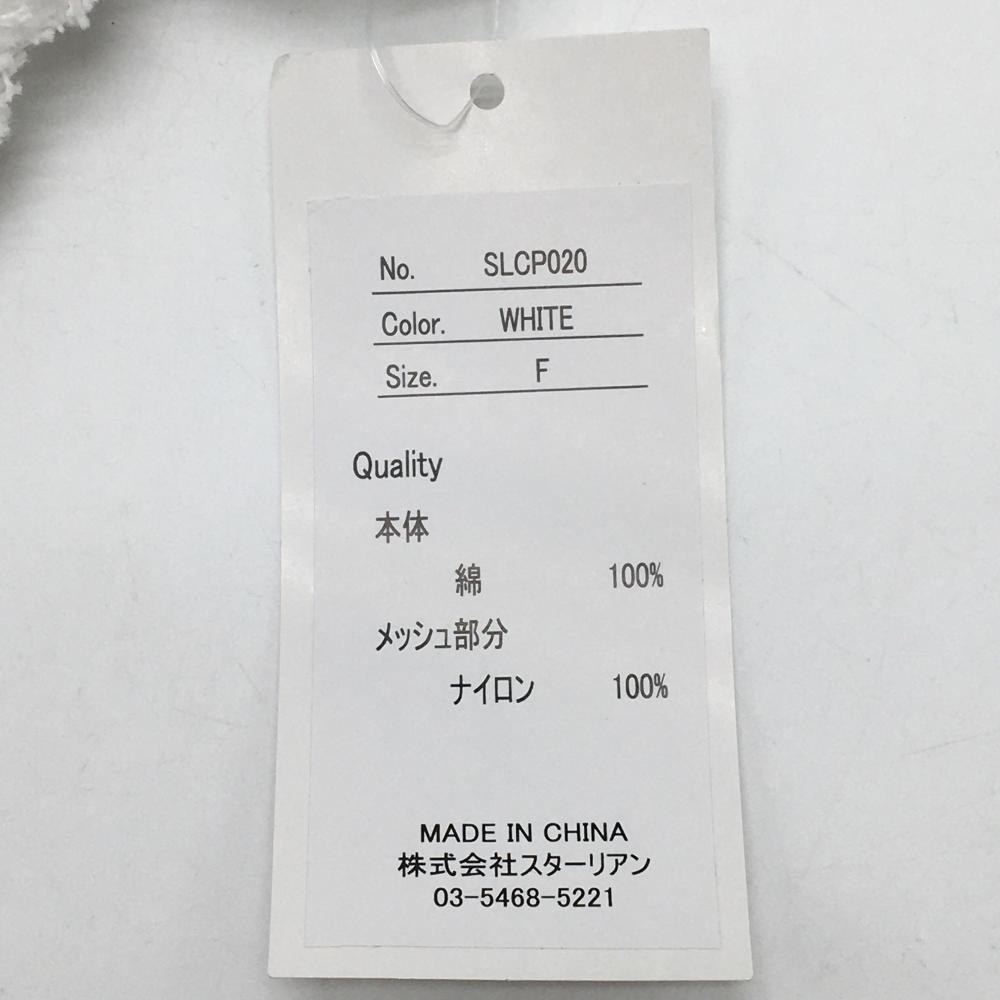 No. SLCP020
Color. WHITE
Size. F
Quality
本体
綿 100%
メッシュ部分
ナイロン 100%
MADE IN CHINA
株式会社スターリアン
03-5468-5221